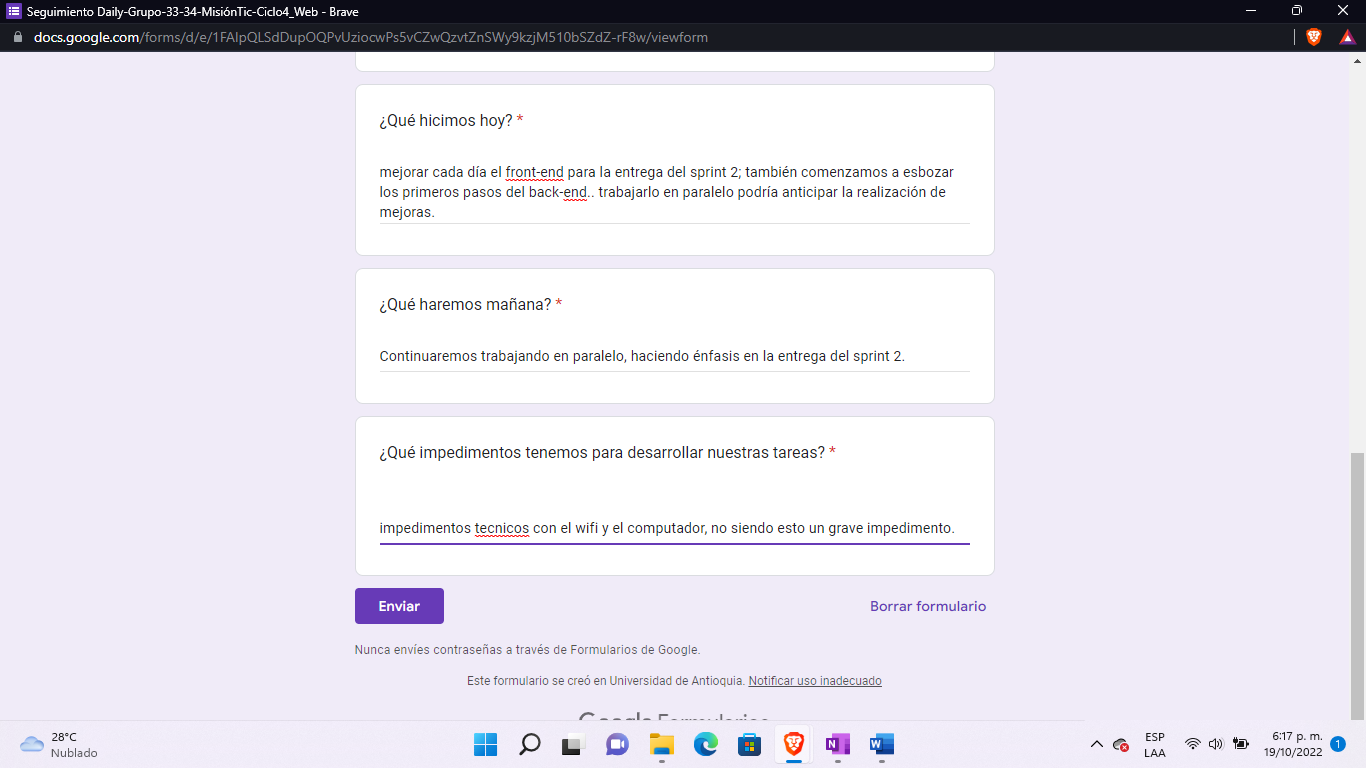 Seguimiento Daily-Grupo-33-34-MisiónTic-Ciclo4_Web - Brave
docs.google.com/forms/d/e/1FAIpQLSdDupOQPvUziocwPs5vCZwQzvtZnSWy9kzjM510bSZdZ-rF8w/viewform
¿Qué hicimos hoy? *
mejorar cada día el front-end para la entrega del sprint 2; también comenzamos a esbozar
los primeros pasos del back-end.. trabajarlo en paralelo podría anticipar la realización de
mejoras.
¿Qué haremos mañana? *
Continuaremos trabajando en paralelo, haciendo énfasis en la entrega del sprint 2.
¿Qué impedimentos tenemos para desarrollar nuestras tareas? *
impedimentos tecnicos con el wifi y el computador, no siendo esto un grave impedimento.
Enviar
Borrar formulario
Nunca envíes contraseñas a través de Formularios de Google.
Este formulario se creó en Universidad de Antioquia. Notificar uso inadecuado
Google Formularios
28°C
Nublado
ESP
LAA
6:17 p. m.
19/10/2022
1